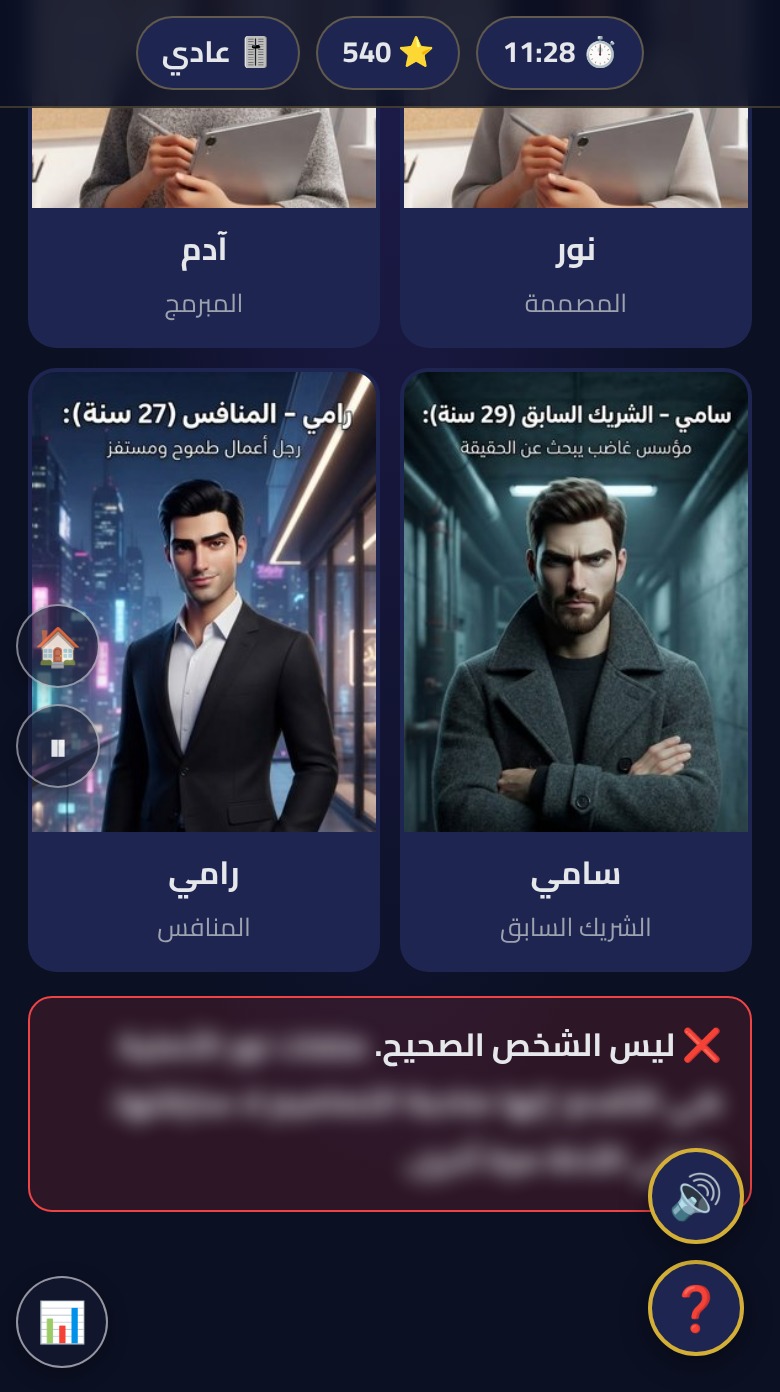 11:28
540
عادي
نور
المصممة
آدم
المبرمج
سامي – الشريك السابق (29 سنة):
مؤسس غاضب يبحث عن الحقيقة
سامي
الشريك السابق
رامي – المنافس (27 سنة):
رجل أعمال طموح ومستفز
رامي
المنافس
ليس الشخص الصحيح.